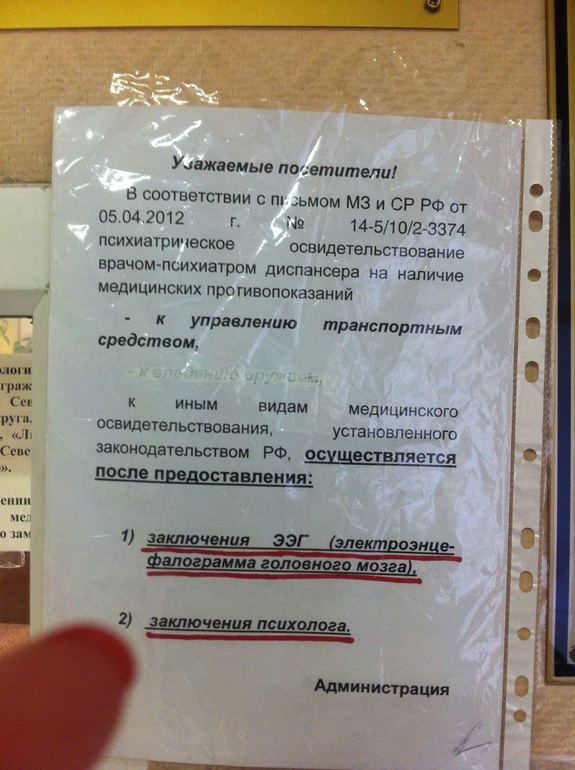 Уважаемые посетители!
В соответствии с письмом МЗ и СР РФ от
05.04.2012 г. № 14-5/10/2-3374
психиатрическое освидетельствование
врачом-психиатром диспансера на наличие
медицинских противопоказаний
- к управлению транспортным
средством,
- к владению оружием,
к иным видам медицинского
освидетельствования, установленного
законодательством РФ, осуществляется
после предоставления:
1) заключения ЭЭГ (электроэнце-
фалограмма головного мозга),
2) заключения психолога.
Администрация